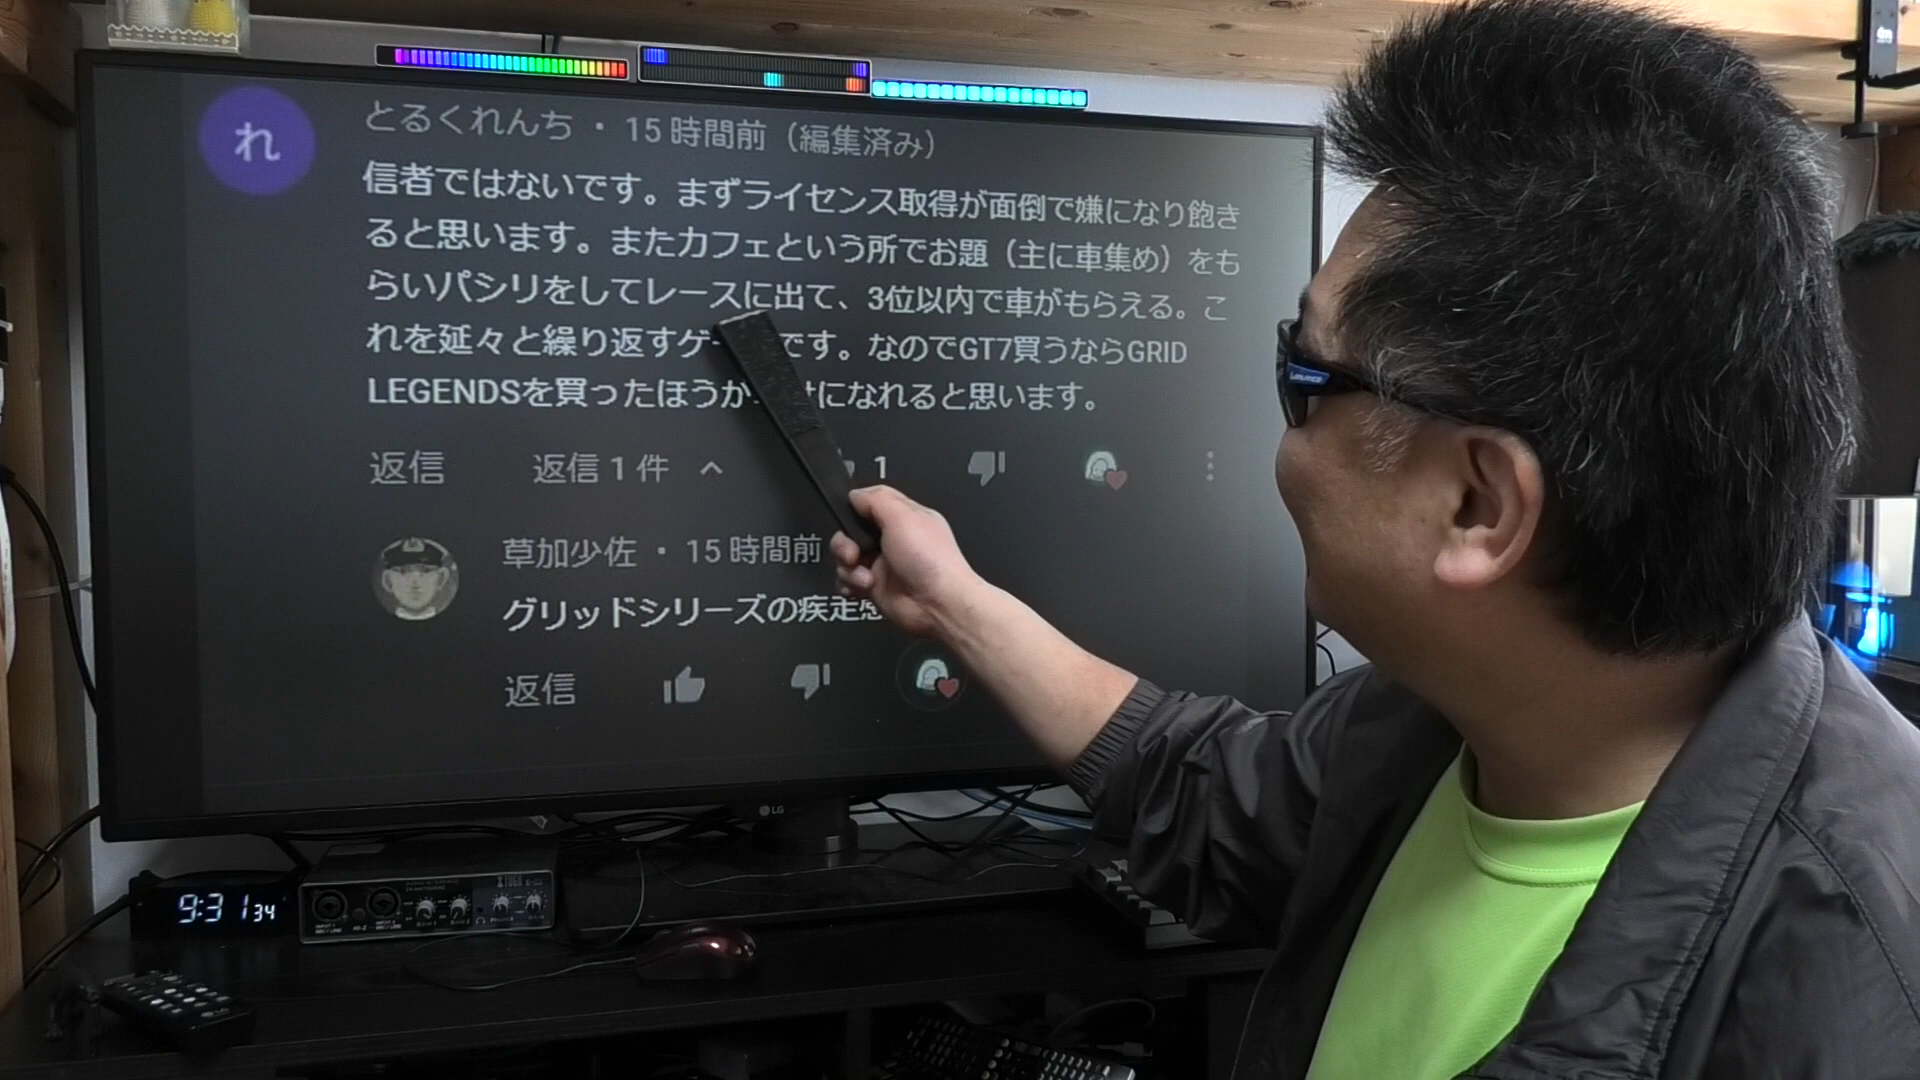 れ
とるくれんち・15 時間前（編集済み）
信者ではないです。まずライセンス取得が面倒で嫌になり飽き
ると思います。またカフェという所でお題（主に車集め）をも
らいパシリをしてレースに出て、3位以内で車がもらえる。こ
れを延々と繰り返すゲ です。なのでGT7買うならGRID
LEGENDSを買ったほうか になれると思います。
返信 返信 1 件 1
草加少佐・15 時間前
グリッドシリーズの疾走感
返信
LG
9:31 34